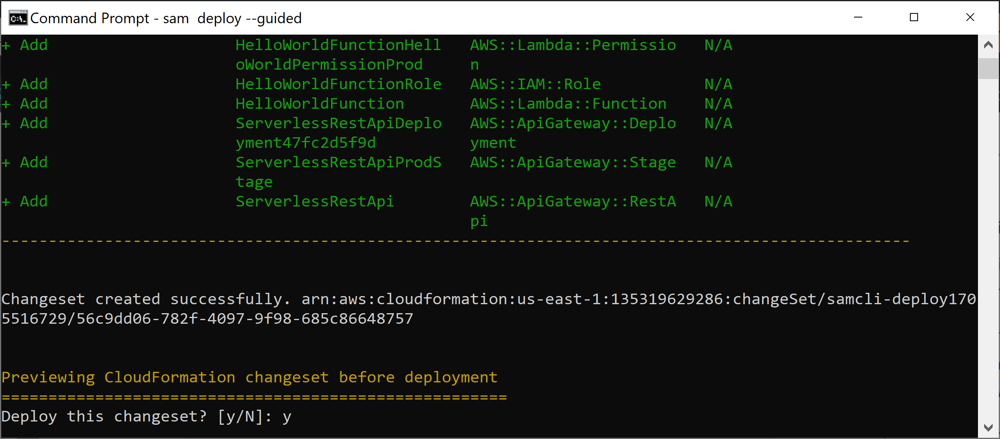 Command Prompt - sam  deploy --guided
+ Add                    HelloWorldFunctionHell   AWS::Lambda::Permissio   N/A
                         oWorldPermissionProd     n
+ Add                    HelloWorldFunctionRole   AWS::IAM::Role           N/A
+ Add                    HelloWorldFunction       AWS::Lambda::Function    N/A
+ Add                    ServerlessRestApiDeplo   AWS::ApiGateway::Deplo   N/A
                         yment47fc2d5f9d          yment
+ Add                    ServerlessRestApiProdS   AWS::ApiGateway::Stage   N/A
                         tage
+ Add                    ServerlessRestApi        AWS::ApiGateway::RestA   N/A
                                                  pi
-------------------------------------------------------------------------------------------------
Changeset created successfully. arn:aws:cloudformation:us-east-1:135319629286:changeSet/samcli-deploy170
5516729/56c9dd06-782f-4097-9f98-685c86648757
Previewing CloudFormation changeset before deployment
======================================================
Deploy this changeset? [y/N]: y